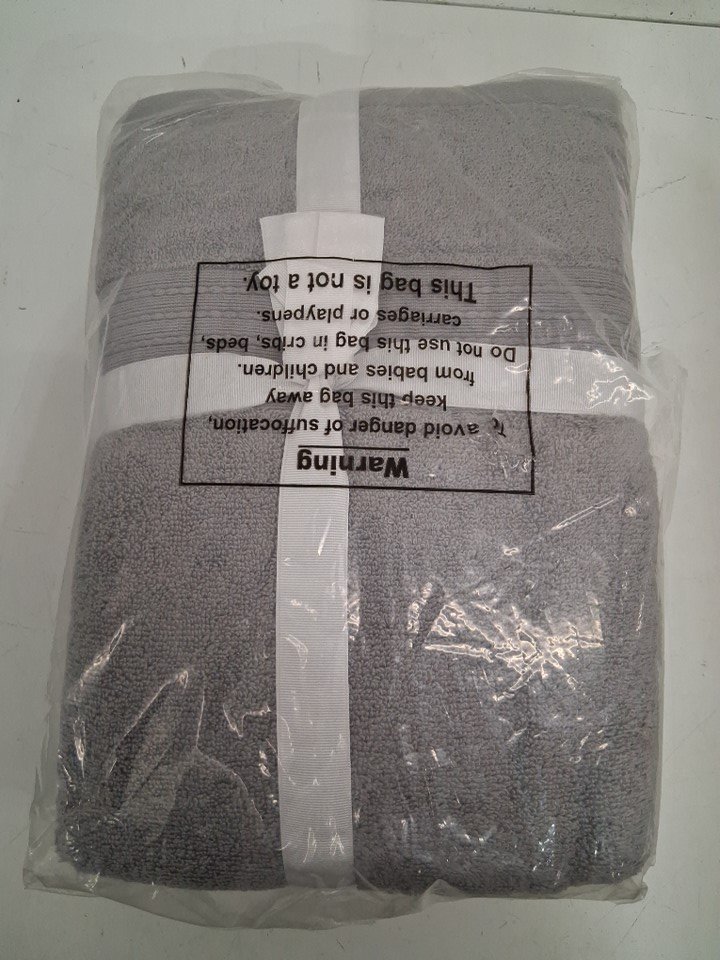 Warning
To avoid danger of suffocation,
keep this bag away
from babies and children.
Do not use this bag in cribs, beds,
carriages or playpens.
This bag is not a toy.